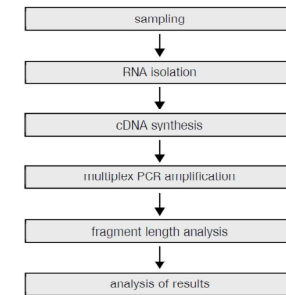 sampling
RNA isolation
cDNA synthesis
multiplex PCR amplification
fragment length analysis
analysis of results